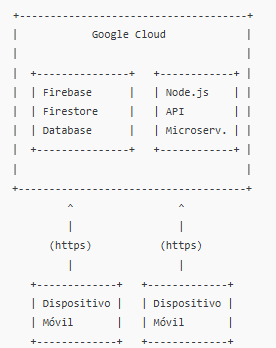 Google Cloud
Firebase Node.js
Firestore API
Database Microserv.
(https) (https)
Dispositivo Dispositivo
Móvil Móvil